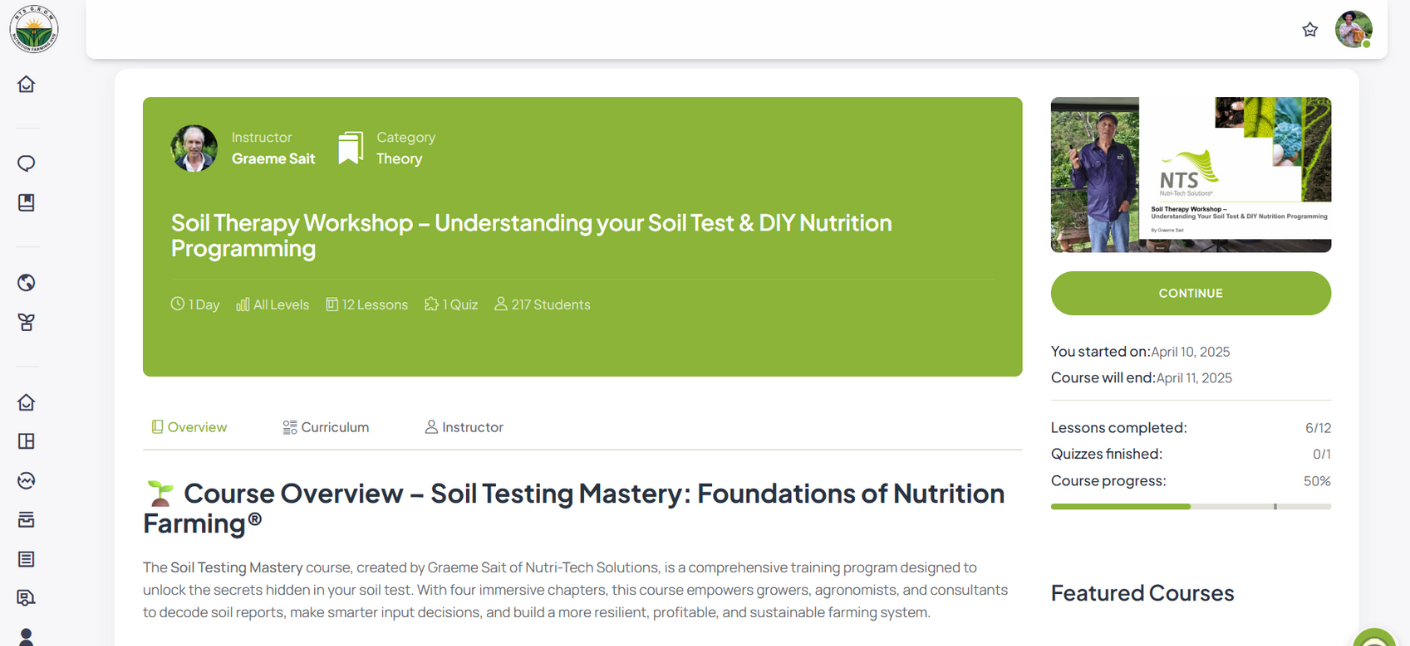 NTS G.R.O.W
NUTRITION FARMING HUB
Instructor
Graeme Sait
Category
Theory
Soil Therapy Workshop – Understanding your Soil Test & DIY Nutrition
Programming
1 Day
All Levels
12 Lessons
1 Quiz
217 Students
NTS
Nutri-Tech Solutions®
Soil Therapy Workshop –
Understanding Your Soil Test & DIY Nutrition Programming
By Graeme Sait
CONTINUE
You started on:April 10, 2025
Course will end:April 11, 2025
Lessons completed: 6/12
Quizzes finished: 0/1
Course progress: 50%
Overview
Curriculum
Instructor
Course Overview – Soil Testing Mastery: Foundations of Nutrition
Farming®
The Soil Testing Mastery course, created by Graeme Sait of Nutri-Tech Solutions, is a comprehensive training program designed to
unlock the secrets hidden in your soil test. With four immersive chapters, this course empowers growers, agronomists, and consultants
to decode soil reports, make smarter input decisions, and build a more resilient, profitable, and sustainable farming system.
Featured Courses